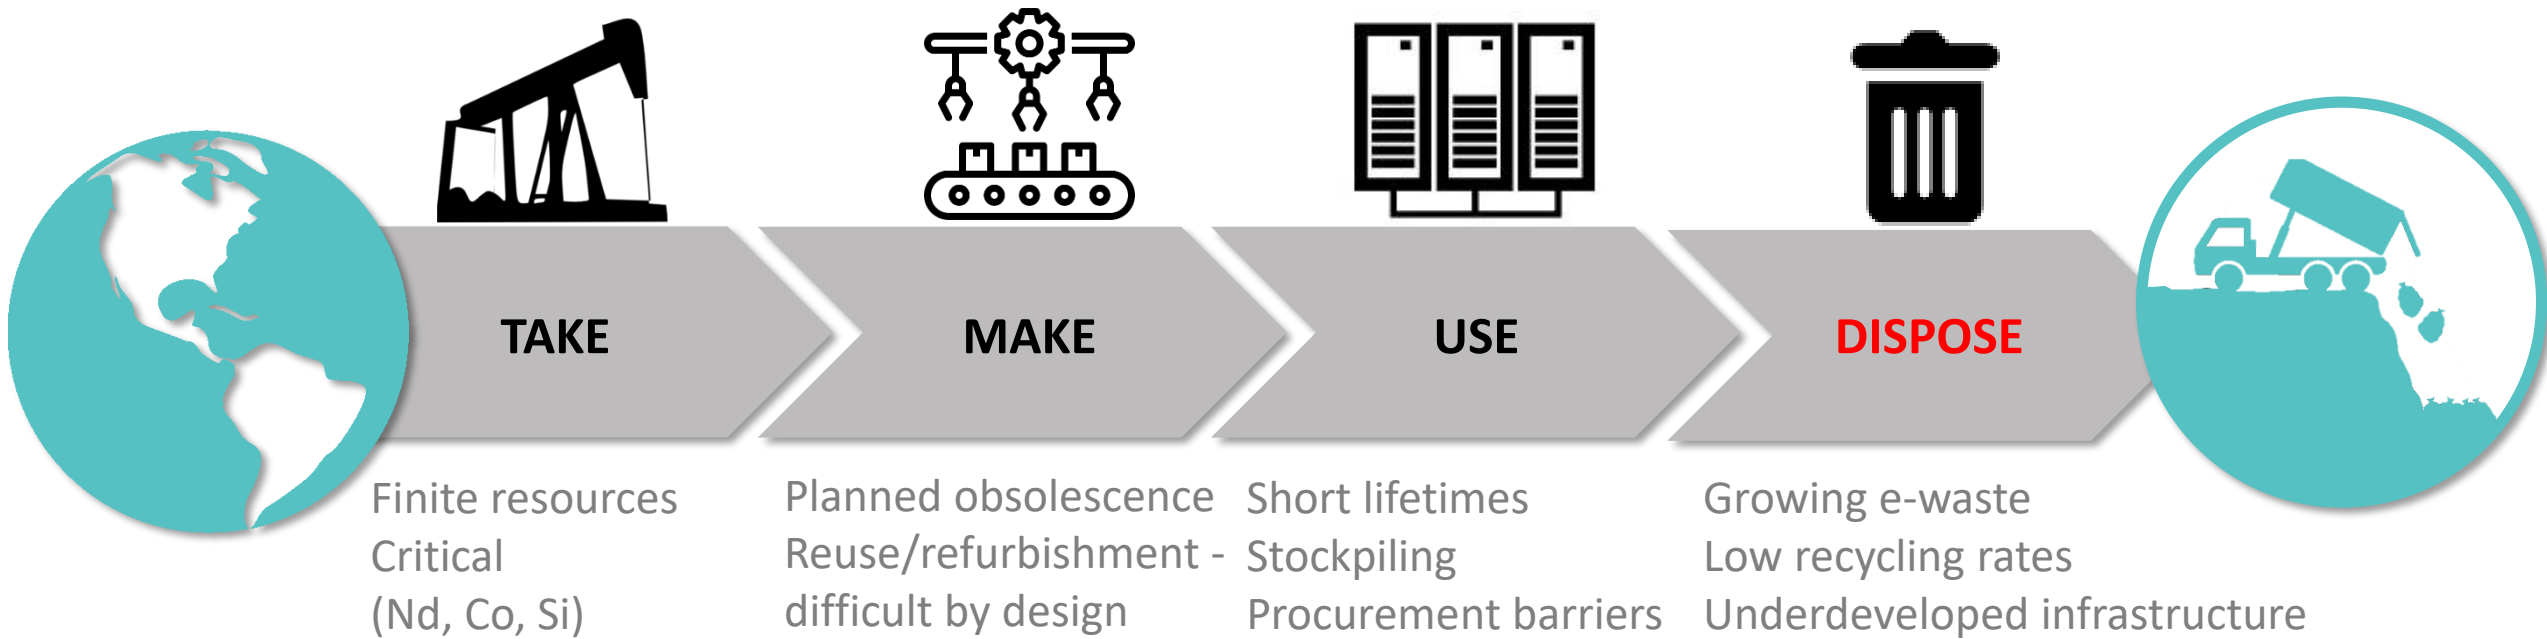 TAKE
MAKE
USE
DISPOSE
Finite resources
Critical
(Nd, Co, Si)
Planned obsolescence
Reuse/refurbishment -
difficult by design
Short lifetimes
Stockpiling
Procurement barriers
Growing e-waste
Low recycling rates
Underdeveloped infrastructure